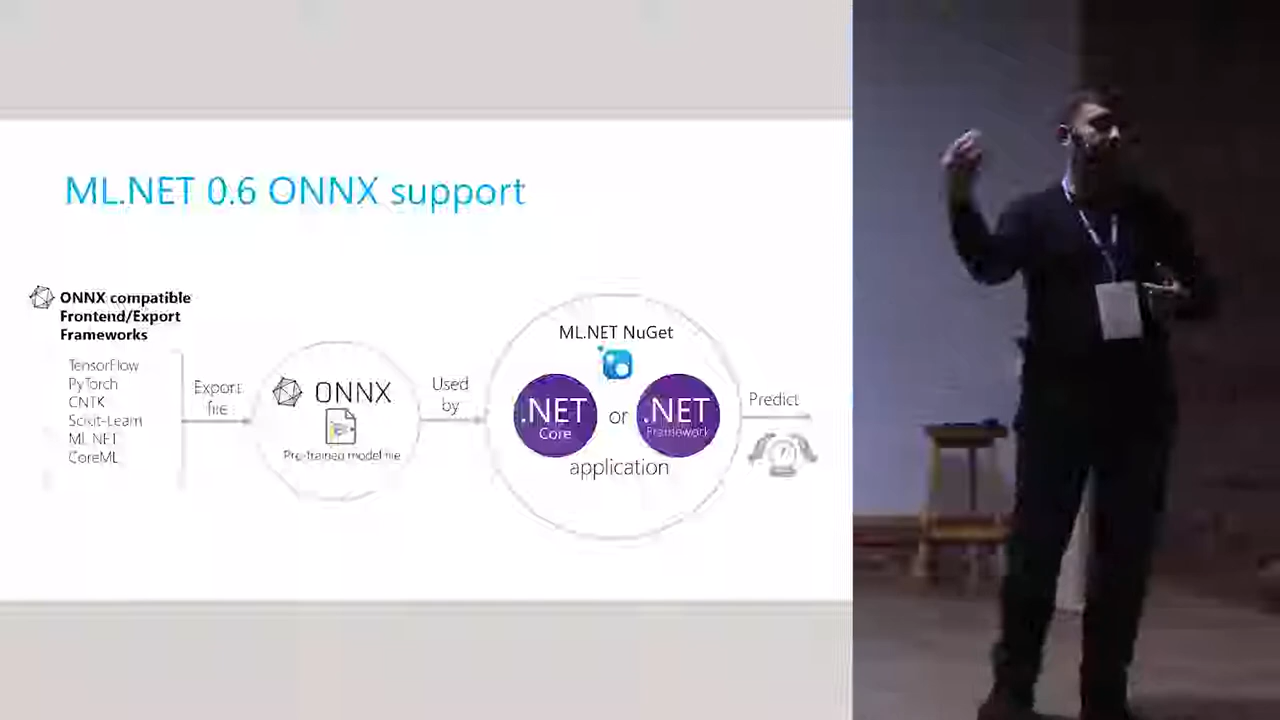 ML.NET 0.6 ONNX support
ONNX compatible
Frontend/Export
Frameworks
TensorFlow
PyTorch
CNTK
Scikit-Learn
ML.NET
CoreML
Export
file
ONNX
Pre-trained model file
Used
by
ML.NET NuGet
.NET
Core
or
.NET
Framework
application
Predict